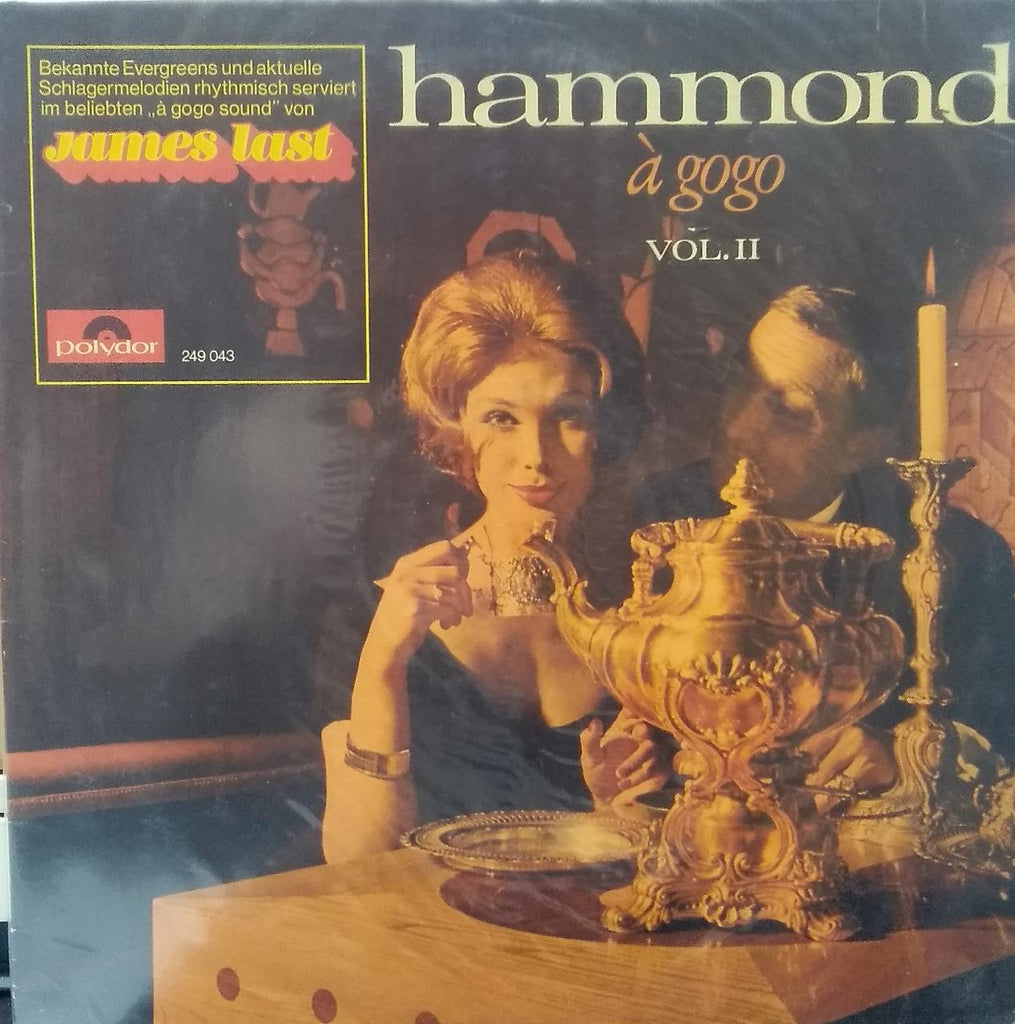 Bekannte Evergreens und aktuelle
Schlagermelodien rhythmisch serviert
im beliebten „à gogo sound” von
james last
polydor
249 043
hammond
à gogo
VOL. II